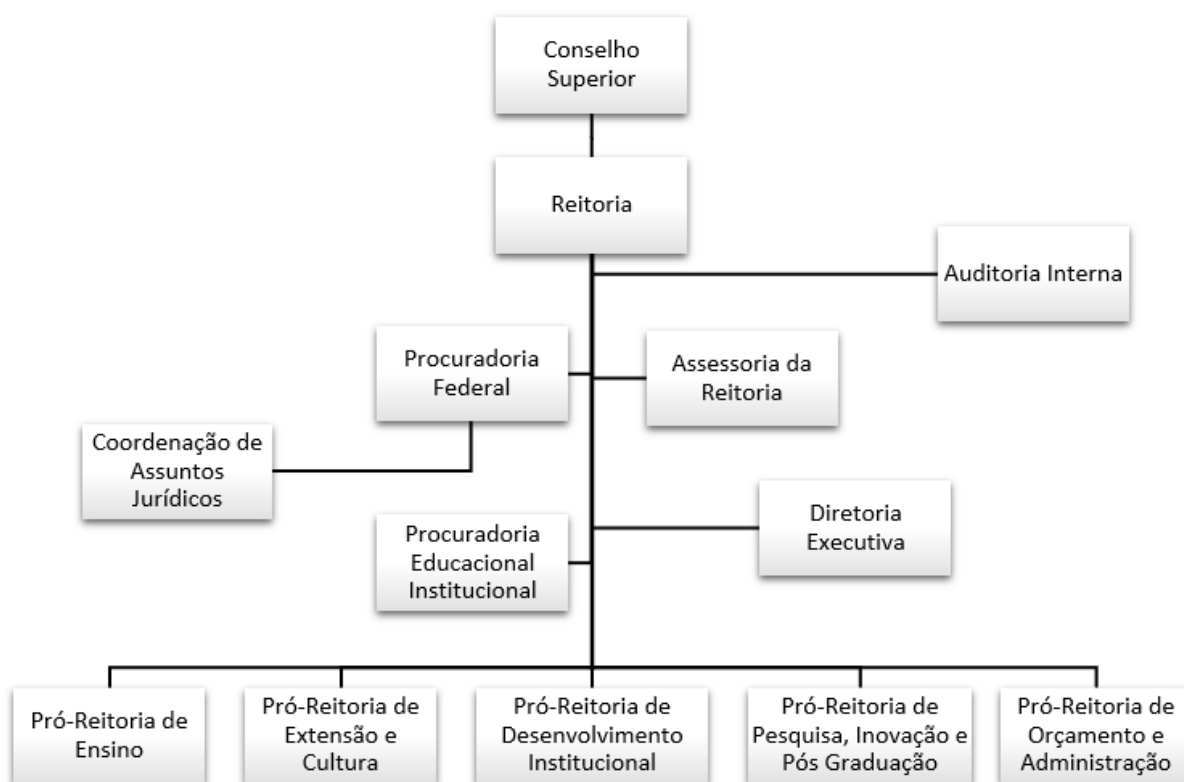 Conselho
Superior
Reitoria
Auditoria Interna
Procuradoria
Federal
Assessoria da
Reitoria
Coordenação de
Assuntos
Jurídicos
Diretoria
Executiva
Procuradoria
Educacional
Institucional
Pró-Reitoria de
Ensino
Pró-Reitoria de
Extensão e
Cultura
Pró-Reitoria de
Desenvolvimento
Institucional
Pró-Reitoria de
Pesquisa, Inovação e
Pós Graduação
Pró-Reitoria de
Orçamento e
Administração